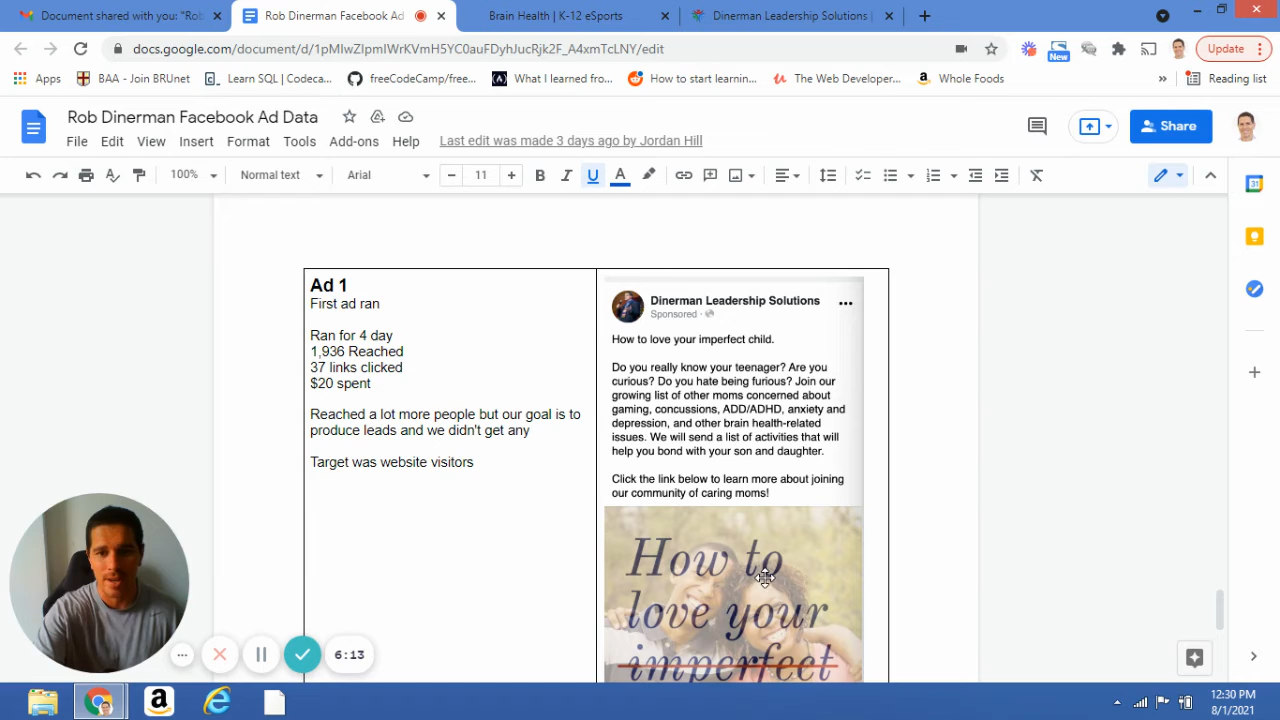 Document shared with you: "Rob
Rob Dinerman Facebook Ad
Brain Health | K-12 eSports
Dinerman Leadership Solutions |
docs.google.com/document/d/1pMIwZIpmIWrKVmH5YC0auFDyhJucRjk2F_A4xmTcLNY/edit
New
Update
Apps
BAA - Join BRUnet
Learn SQL | Codeca...
freeCodeCamp/free...
What I learned fro...
How to start learnin...
The Web Developer...
Whole Foods
»
Reading list
Rob Dinerman Facebook Ad Data
File Edit View Insert Format Tools Add-ons Help
Last edit was made 3 days ago by Jordan Hill
Share
100% Normal text Arial 11 B I U A
31
Ad 1
First ad ran
Ran for 4 day
1,936 Reached
37 links clicked
$20 spent
Reached a lot more people but our goal is to
produce leads and we didn't get any
Target was website visitors
Dinerman Leadership Solutions
Sponsored ·
How to love your imperfect child.
Do you really know your teenager? Are you
curious? Do you hate being furious? Join our
growing list of other moms concerned about
gaming, concussions, ADD/ADHD, anxiety and
depression, and other brain health-related
issues. We will send a list of activities that will
help you bond with your son and daughter.
Click the link below to learn more about joining
our community of caring moms!
How to
love your
imperfect
6:13
12:30 PM
8/1/2021